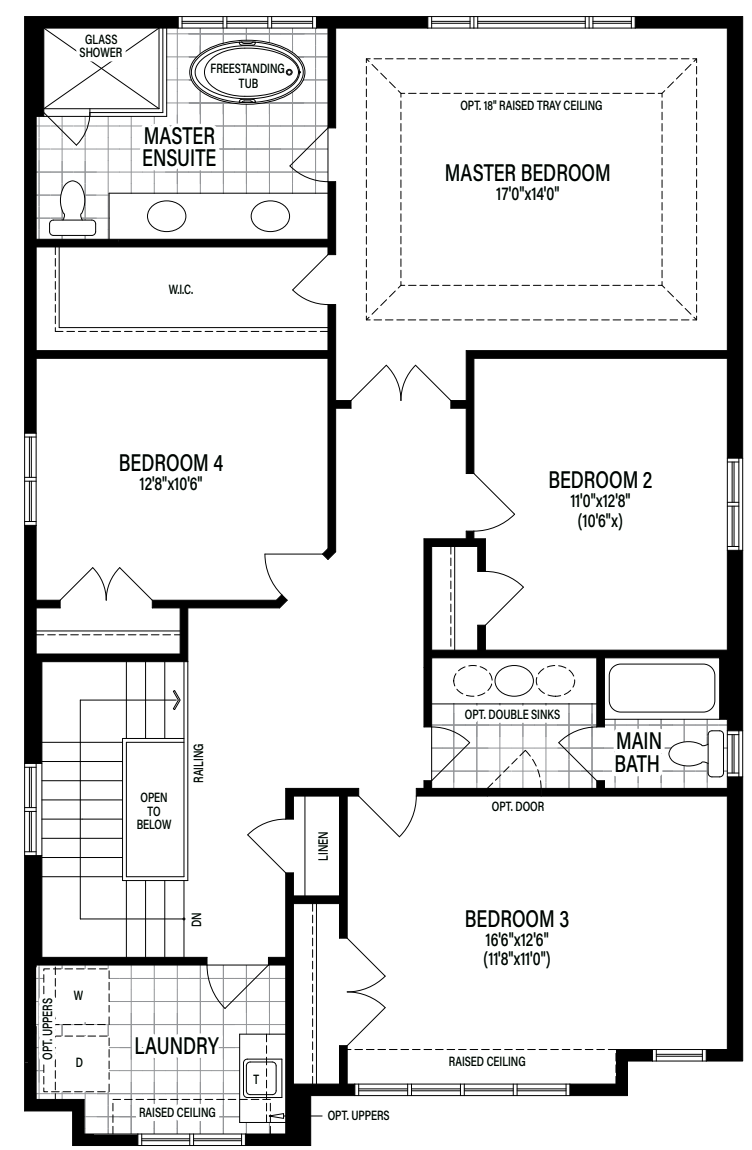 GLASS
SHOWER
FREESTANDING
TUB
MASTER
ENSUITE
OPT. 18" RAISED TRAY CEILING
MASTER BEDROOM
17'0"x14'0"
W.I.C.
BEDROOM 4
12'8"x10'6"
BEDROOM 2
11'0"x12'8"
(10'6"x)
OPT. DOUBLE SINKS
MAIN
BATH
RAILING
OPEN
TO
BELOW
OPT. DOOR
LINEN
DN
BEDROOM 3
16'6"x12'6"
(11'8"x11'0")
W
OPT. UPPERS
D
LAUNDRY
T
RAISED CEILING
RAISED CEILING
OPT. UPPERS